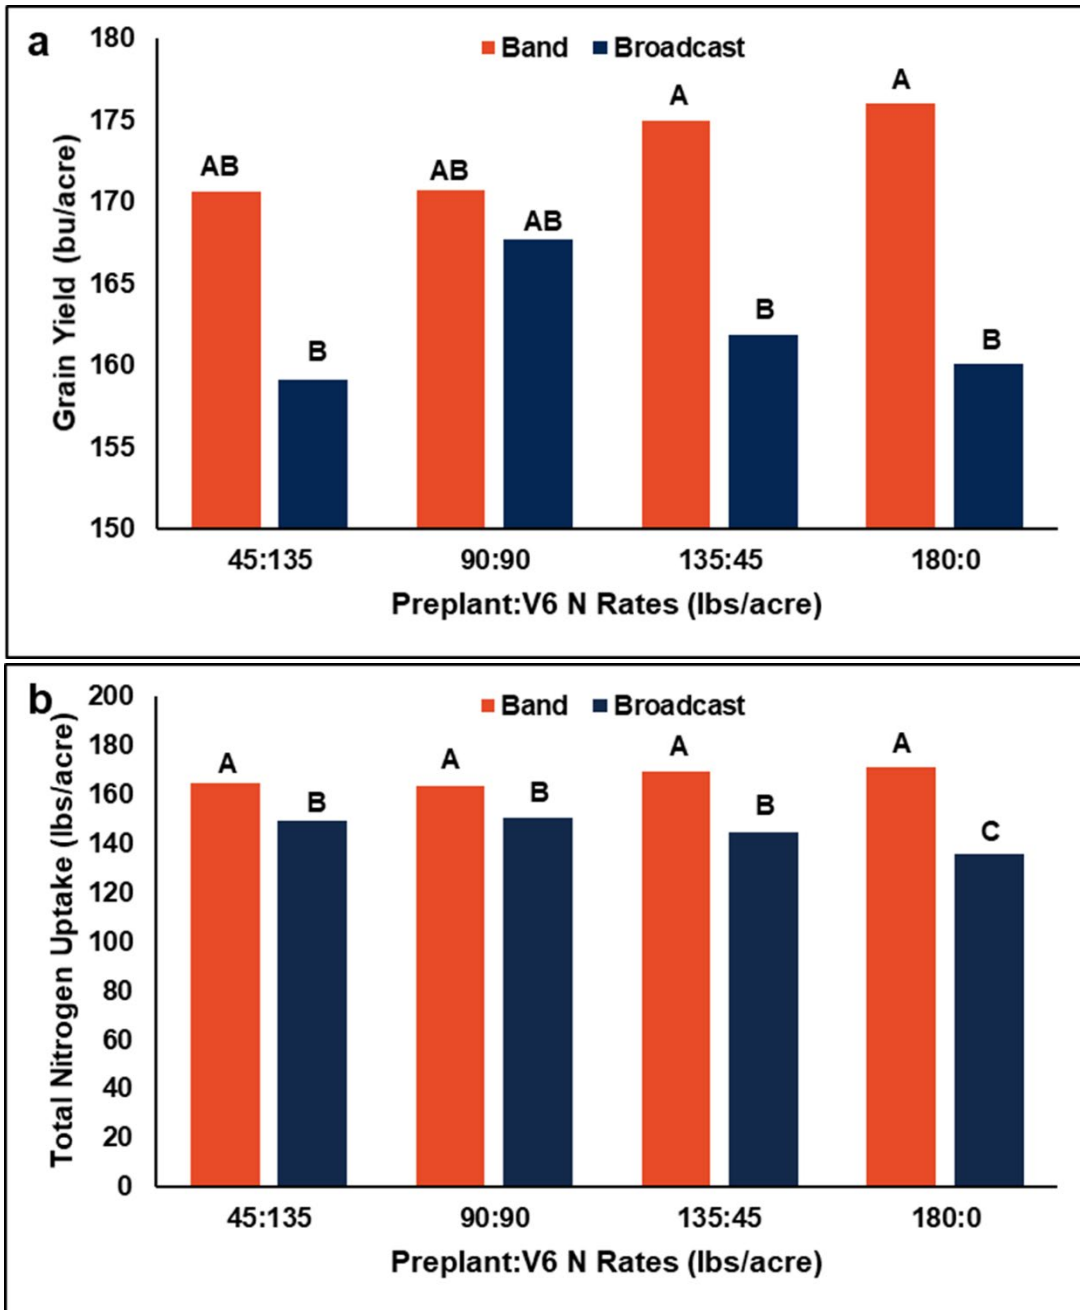 a
Band Broadcast
Grain Yield (bu/acre)
180
175
170
165
160
155
150
AB B AB AB A B A B
45:135 90:90 135:45 180:0
Preplant:V6 N Rates (lbs/acre)
b
Band Broadcast
Total Nitrogen Uptake (lbs/acre)
200
180
160
140
120
100
80
60
40
20
0
A B A B A B A C
45:135 90:90 135:45 180:0
Preplant:V6 N Rates (lbs/acre)